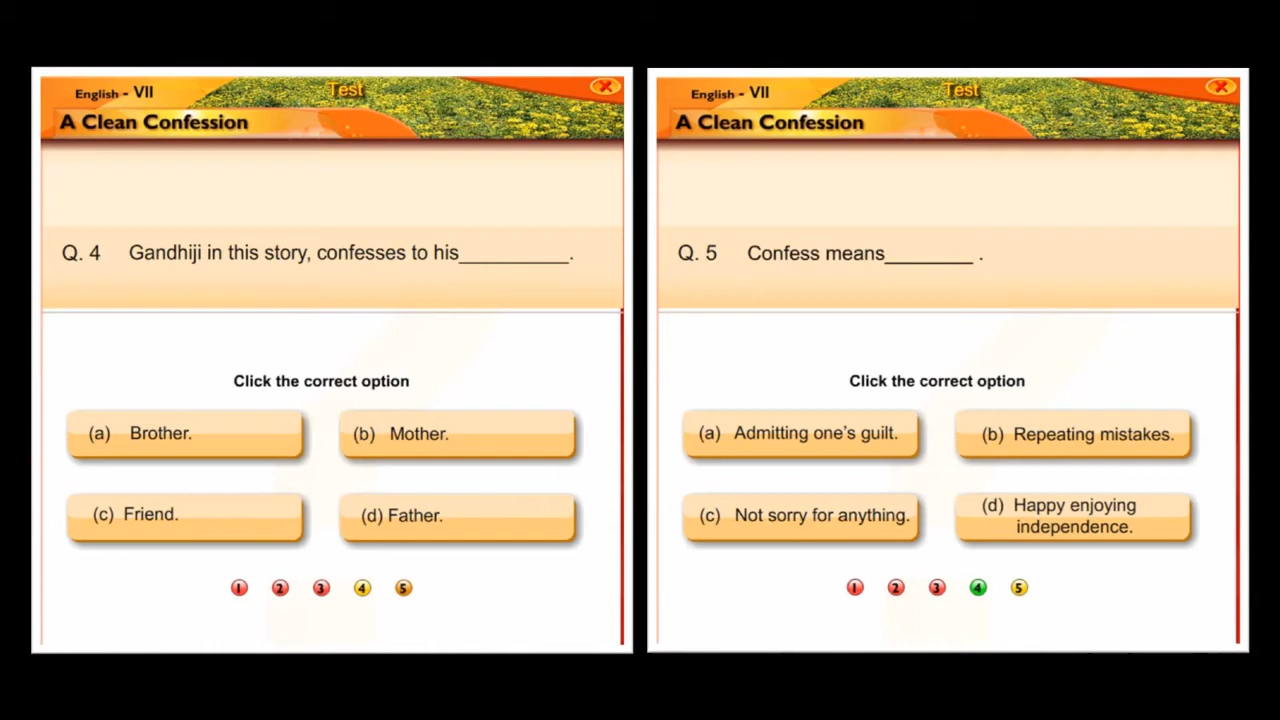 English - VII
Test
A Clean Confession
Q. 4 Gandhiji in this story, confesses to his__________.
Click the correct option
(a) Brother.
(b) Mother.
(c) Friend.
(d) Father.
1 2 3 4 5
English - VII
Test
A Clean Confession
Q. 5 Confess means________ .
Click the correct option
(a) Admitting one's guilt.
(b) Repeating mistakes.
(c) Not sorry for anything.
(d) Happy enjoying
independence.
1 2 3 4 5